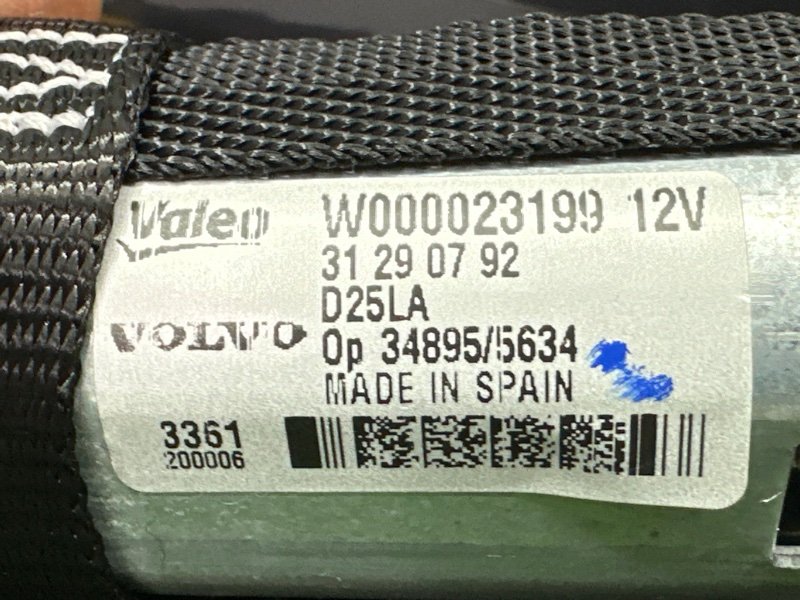 Valeo
W000023199 12V
31 29 07 92
D25LA
VOLVO
Op 34895/5634
MADE IN SPAIN
3361
200006